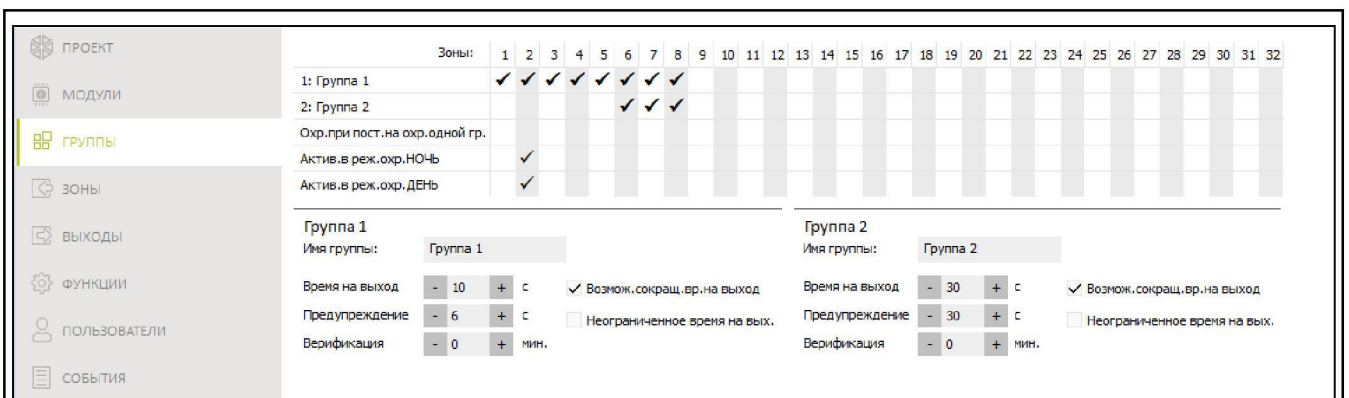 ПРОЕКТ
МОДУЛИ
ГРУППЫ
ЗОНЫ
ВЫХОДЫ
ФУНКЦИИ
ПОЛЬЗОВАТЕЛИ
СОБЫТИЯ
Зоны: 1 2 3 4 5 6 7 8 9 10 11 12 13 14 15 16 17 18 19 20 21 22 23 24 25 26 27 28 29 30 31 32
1: Группа 1 ✓ ✓ ✓ ✓ ✓ ✓ ✓ ✓
2: Группа 2 ✓ ✓ ✓
Охр.при пост.на охр.одной гр.
Актив.в реж.охр.НОЧЬ ✓
Актив.в реж.охр.ДЕНЬ ✓
Группа 1
Имя группы: Группа 1
Время на выход - 10 + с ✓ Возмож.сокращ.вр.на выход
Предупреждение - 6 + с Неограниченное время на вых.
Верификация - 0 + мин.
Группа 2
Имя группы: Группа 2
Время на выход - 30 + с ✓ Возмож.сокращ.вр.на выход
Предупреждение - 30 + с Неограниченное время на вых.
Верификация - 0 + мин.